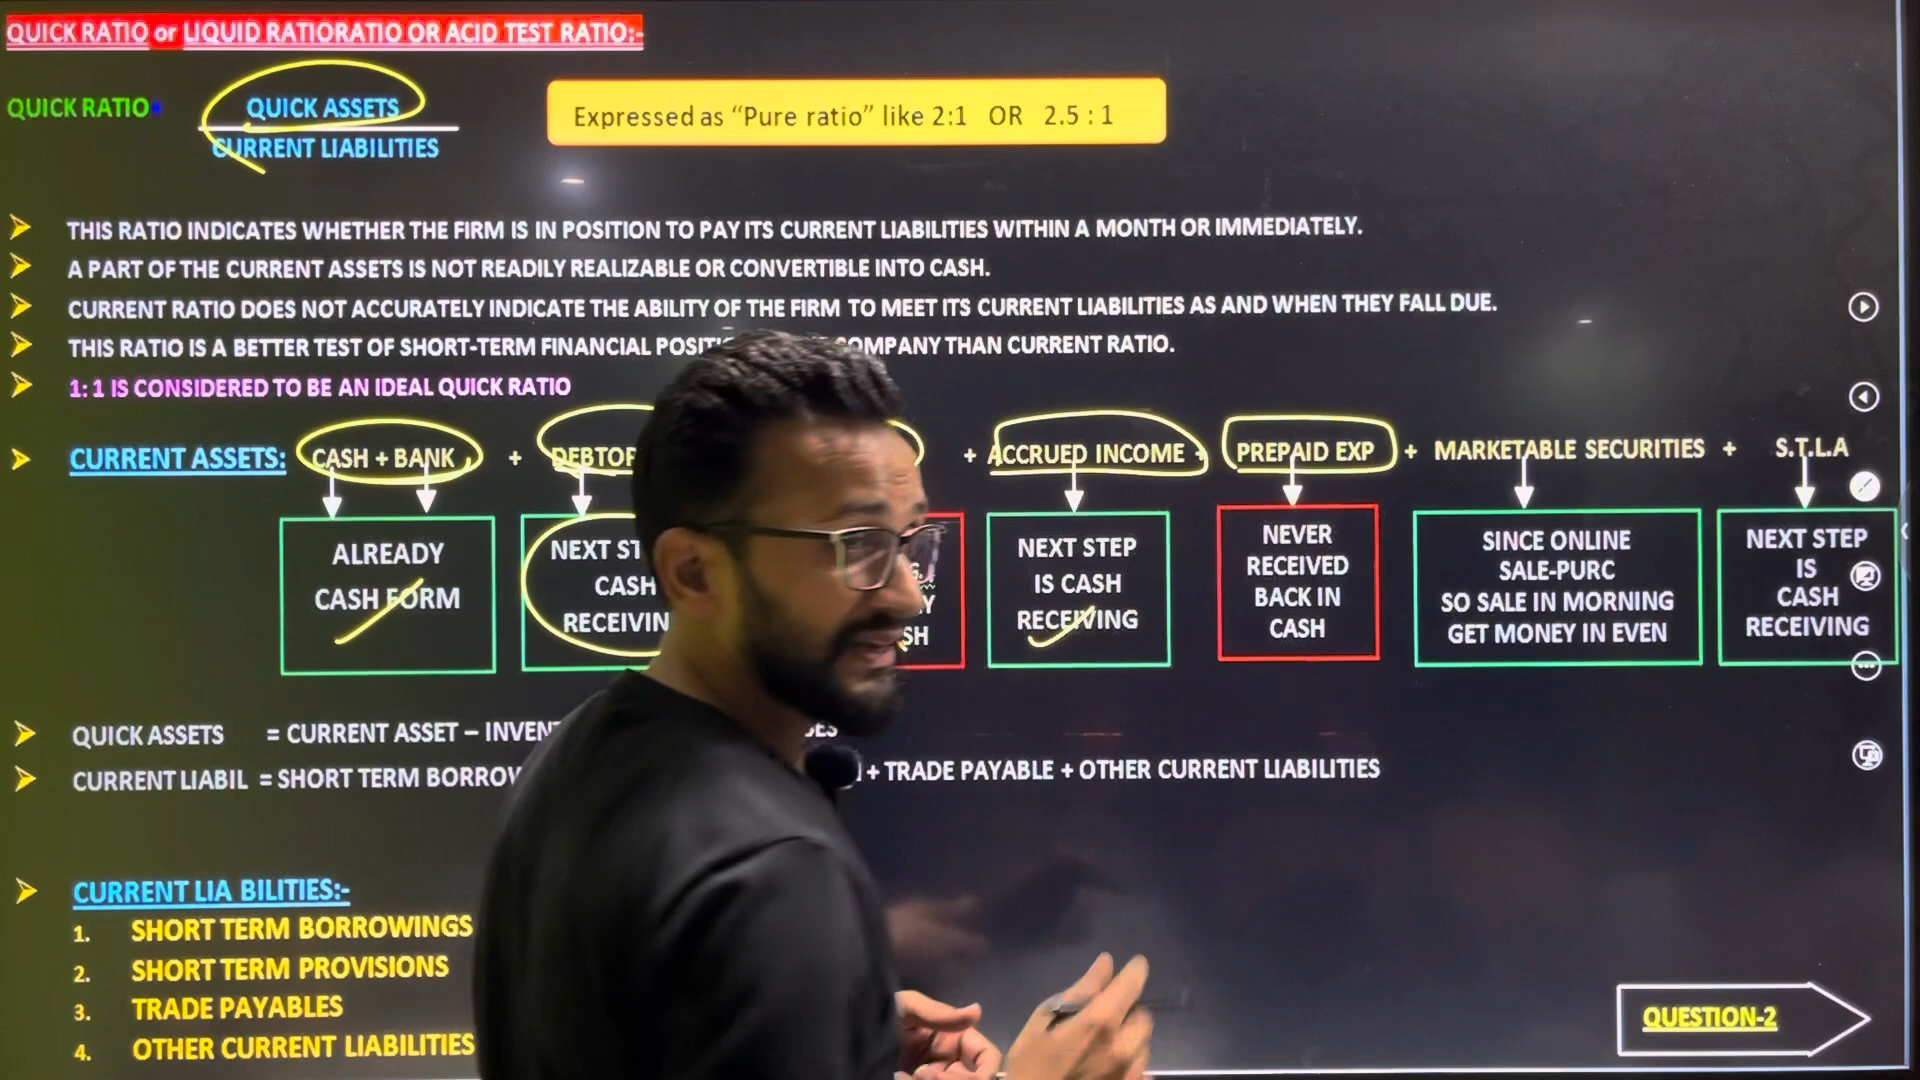 QUICK RATIO or LIQUID RATIORATIO OR ACID TEST RATIO:-
QUICK RATIO= QUICK ASSETS
CURRENT LIABILITIES
Expressed as “Pure ratio” like 2:1 OR 2.5 : 1
THIS RATIO INDICATES WHETHER THE FIRM IS IN POSITION TO PAY ITS CURRENT LIABILITIES WITHIN A MONTH OR IMMEDIATELY.
A PART OF THE CURRENT ASSETS IS NOT READILY REALIZABLE OR CONVERTIBLE INTO CASH.
CURRENT RATIO DOES NOT ACCURATELY INDICATE THE ABILITY OF THE FIRM TO MEET ITS CURRENT LIABILITIES AS AND WHEN THEY FALL DUE.
THIS RATIO IS A BETTER TEST OF SHORT-TERM FINANCIAL COMPANY THAN CURRENT RATIO.
1: 1 IS CONSIDERED TO BE AN IDEAL QUICK RATIO
CURRENT ASSETS: CASH + BANK + + ACCRUED INCOME + PREPAID EXP + MARKETABLE SECURITIES + S.T.L.A
ALREADY
CASH FORM
NEXT
CASH
NEXT STEP
IS CASH
RECEIVING
NEVER
RECEIVED
BACK IN
CASH
SINCE ONLINE
SALE-PURC
SO SALE IN MORNING
GET MONEY IN EVEN
NEXT STEP
IS
CASH
RECEIVING
QUICK ASSETS = CURRENT ASSET –
CURRENT LIABIL = SHORT TERM + TRADE PAYABLE + OTHER CURRENT LIABILITIES
CURRENT LIA BILITIES:-
1. SHORT TERM BORROWINGS
2. SHORT TERM PROVISIONS
3. TRADE PAYABLES
4. OTHER CURRENT LIABILITIES
QUESTION-2